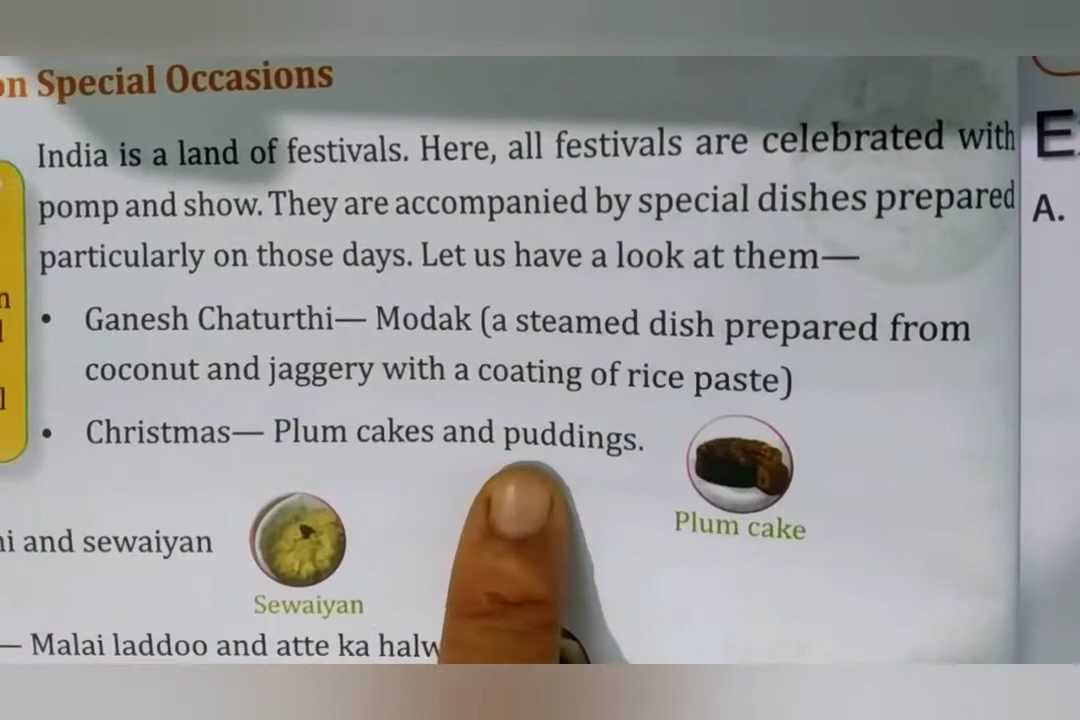 on Special Occasions
India is a land of festivals. Here, all festivals are celebrated with
pomp and show. They are accompanied by special dishes prepared
particularly on those days. Let us have a look at them—
• Ganesh Chaturthi— Modak (a steamed dish prepared from
coconut and jaggery with a coating of rice paste)
• Christmas— Plum cakes and puddings.
Plum cake
and sewaiyan
Sewaiyan
— Malai laddoo and atte ka
A.